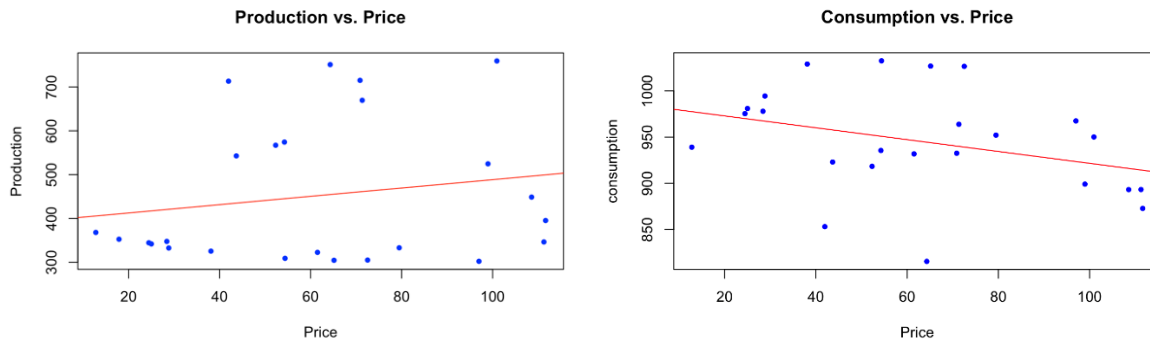 Production vs. Price
Production
300 400 500 600 700
20 40 60 80 100
Price
Consumption vs. Price
consumption
850 900 950 1000
20 40 60 80 100
Price